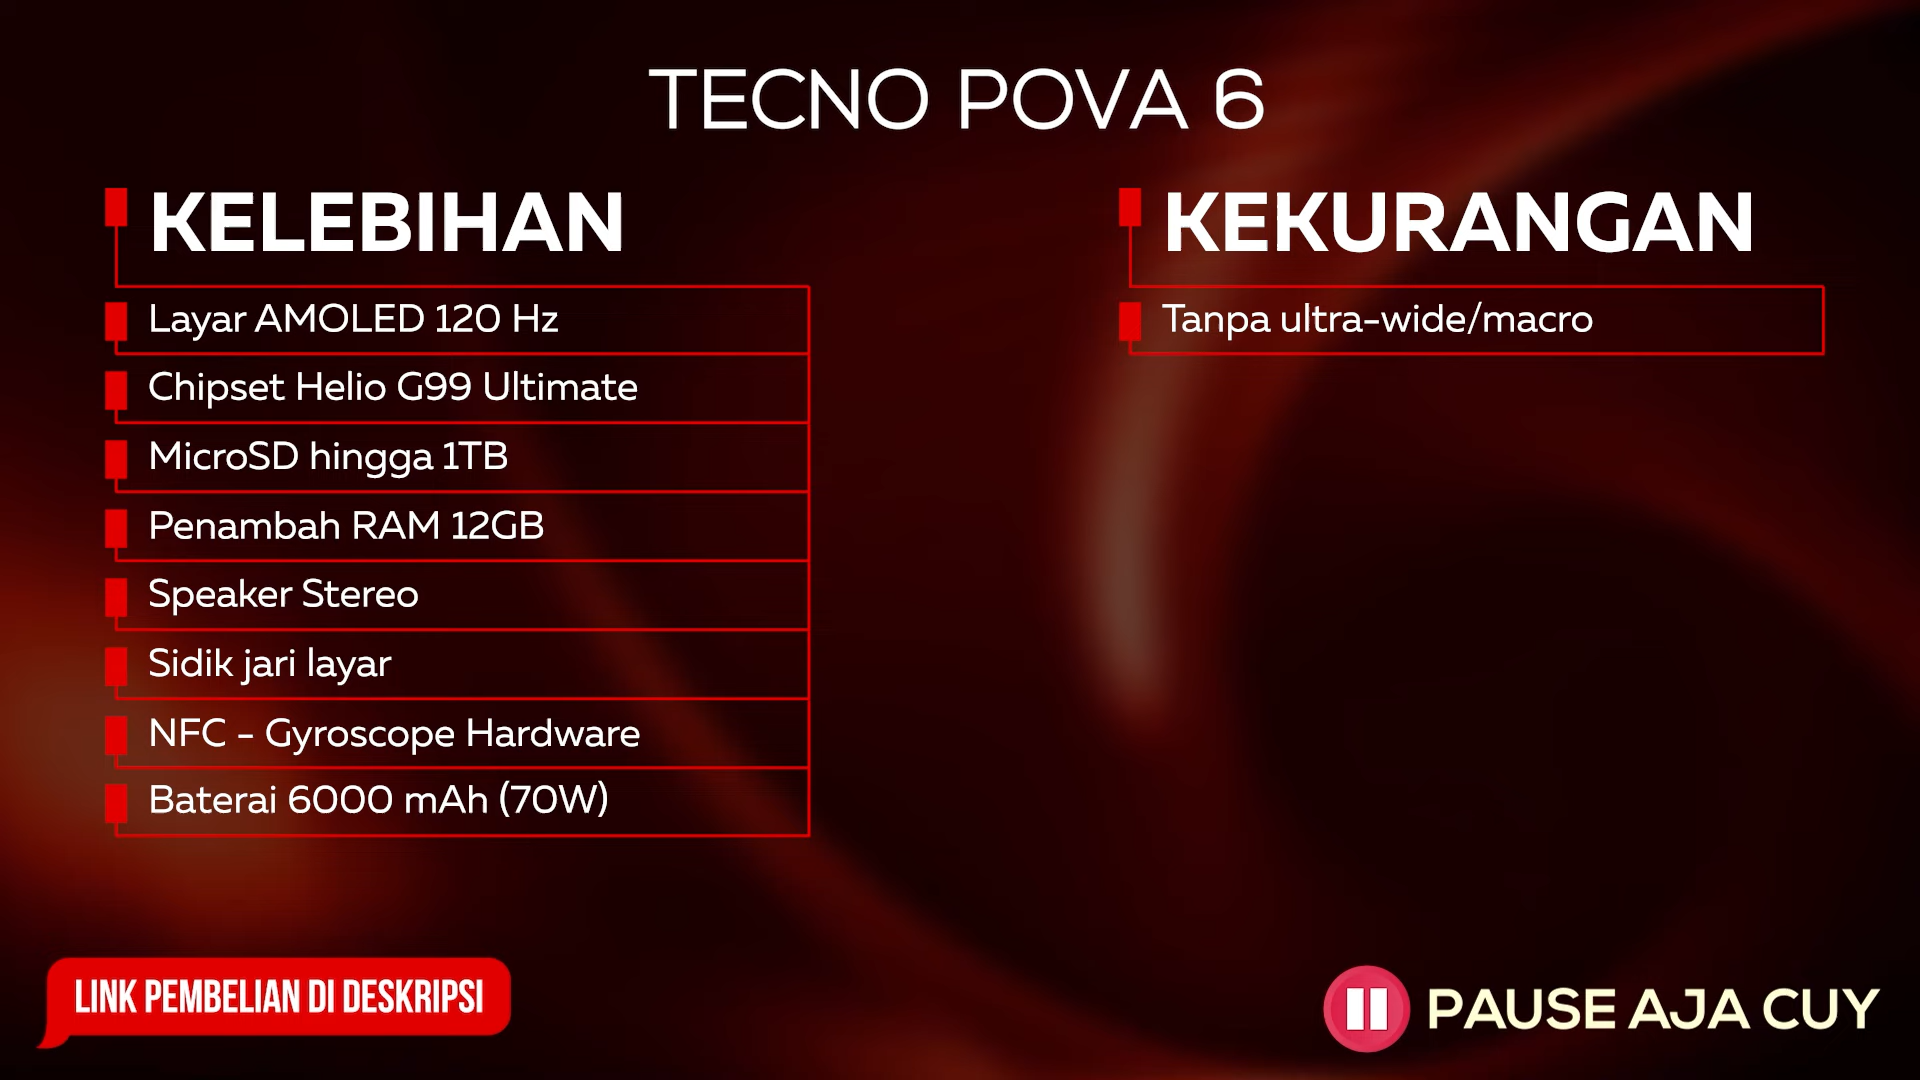 TECNO POVA 6
KELEBIHAN
Layar AMOLED 120 Hz
Chipset Helio G99 Ultimate
MicroSD hingga 1TB
Penambah RAM 12GB
Speaker Stereo
Sidik jari layar
NFC - Gyroscope Hardware
Baterai 6000 mAh (70W)
KEKURANGAN
Tanpa ultra-wide/macro
LINK PEMBELIAN DI DESKRIPSI
PAUSE AJA CUY